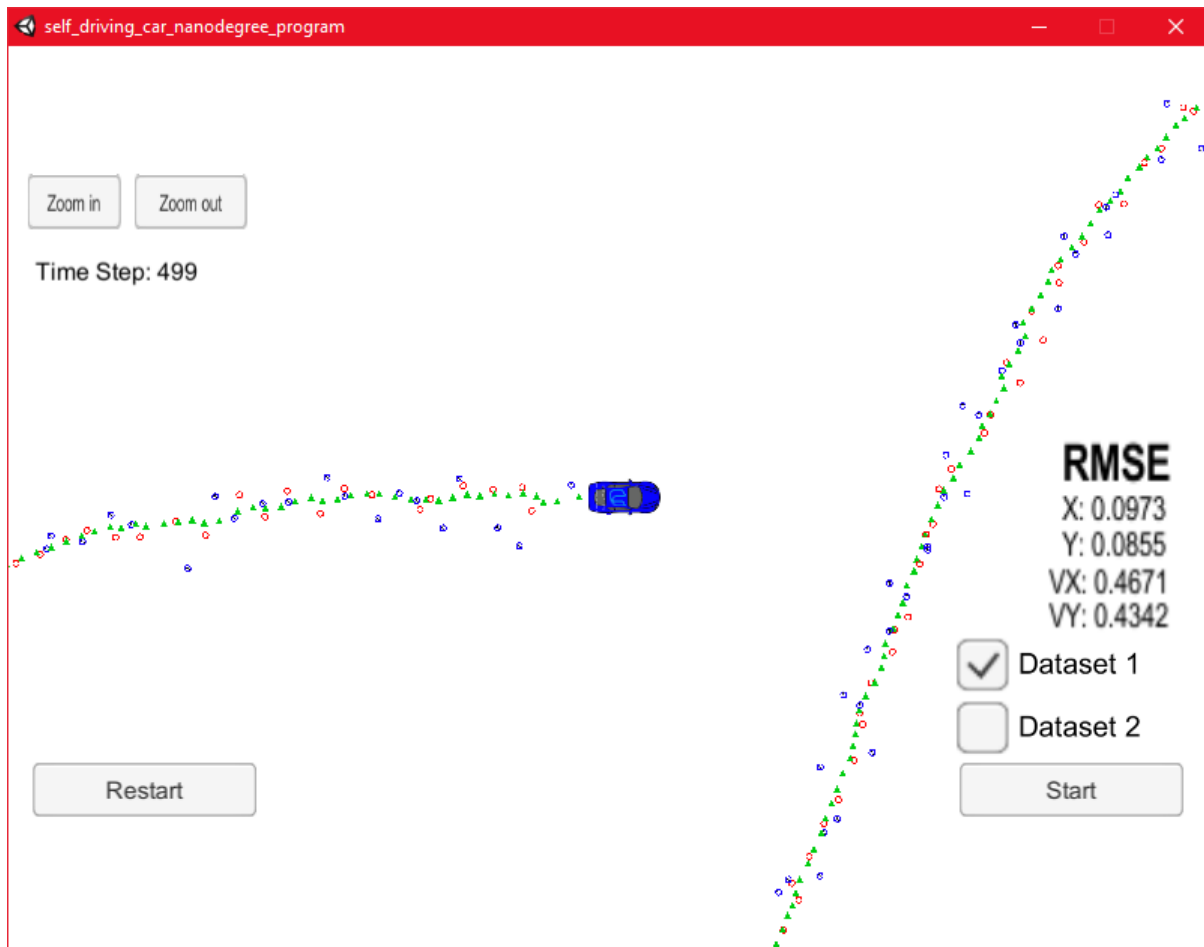 self_driving_car_nanodegree_program
Zoom in
Zoom out
Time Step: 499
RMSE
X: 0.0973
Y: 0.0855
VX: 0.4671
VY: 0.4342
Dataset 1
Dataset 2
Restart
Start